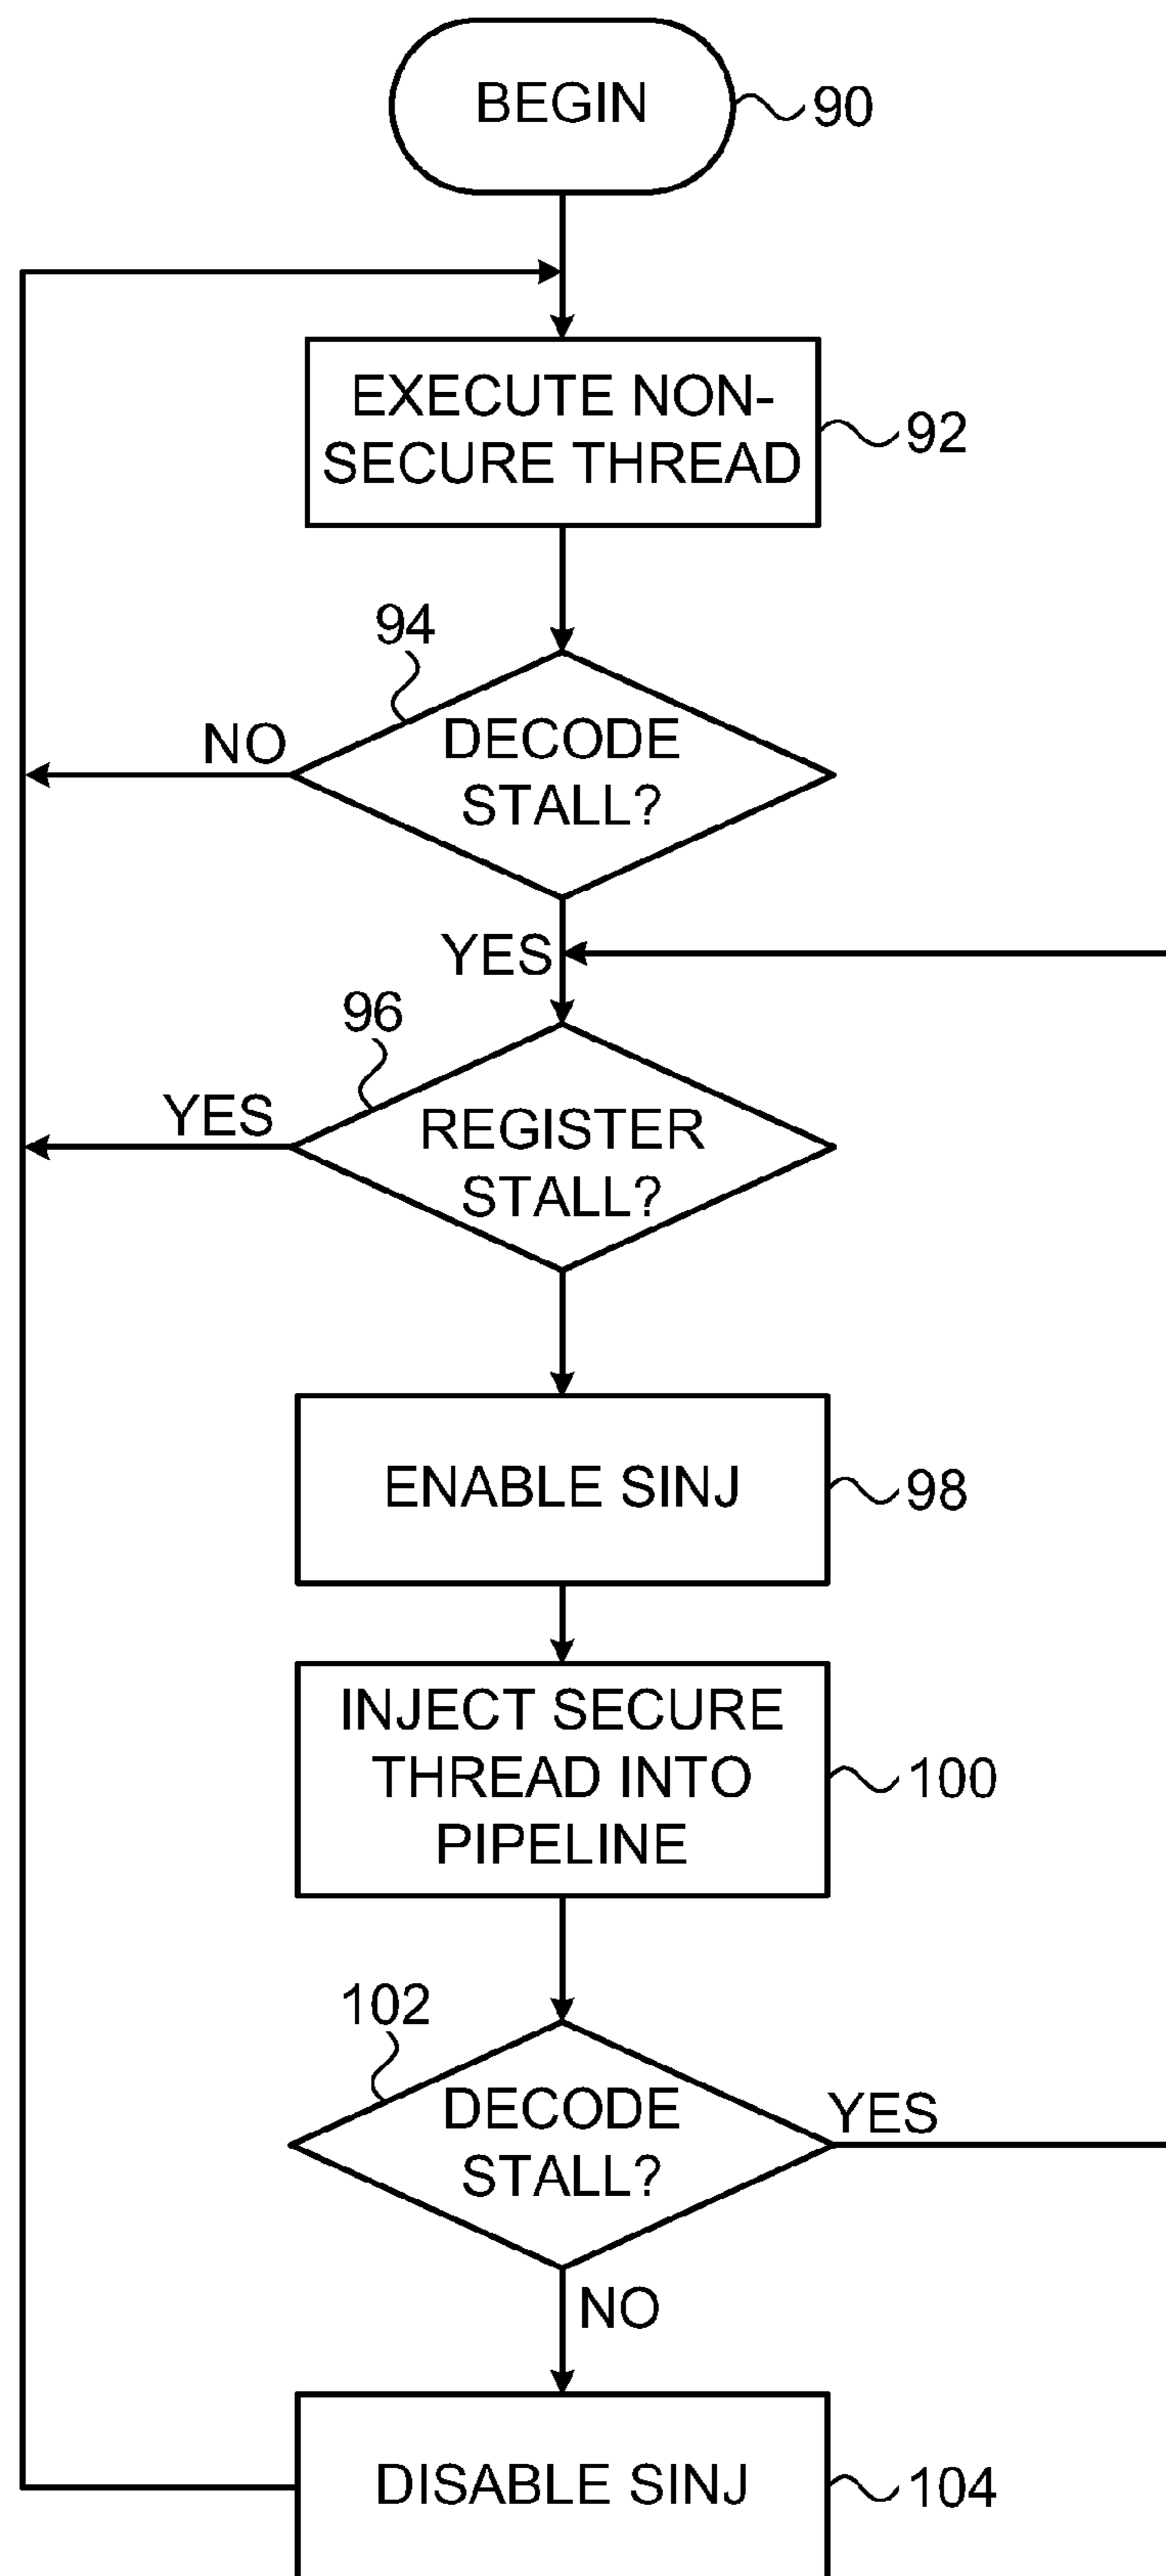 BEGIN
90
EXECUTE NON-
SECURE THREAD
92
94
DECODE
STALL?
NO
YES
96
REGISTER
STALL?
YES
ENABLE SINJ
98
INJECT SECURE
THREAD INTO
PIPELINE
100
102
DECODE
STALL?
YES
NO
DISABLE SINJ
104